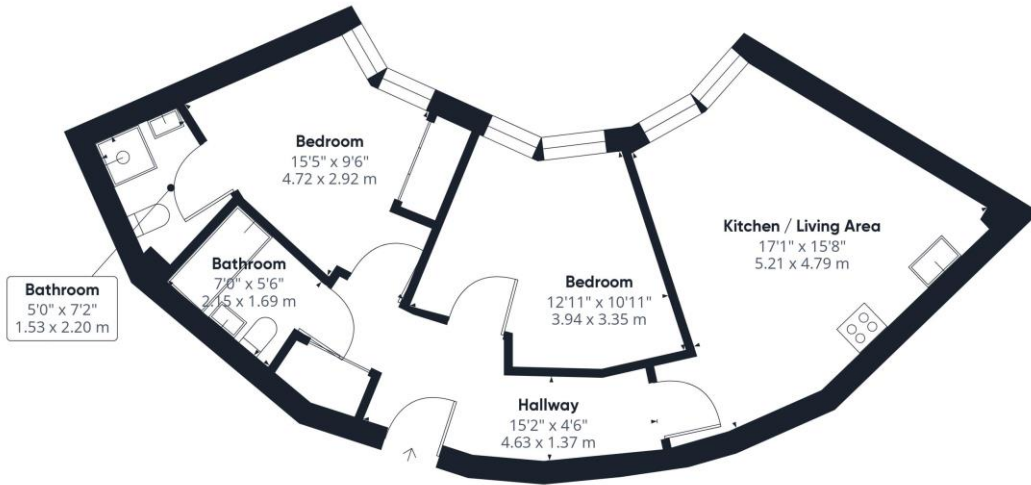 Bedroom
15'5" x 9'6"
4.72 x 2.92 m
Kitchen / Living Area
17'1" x 15'8"
5.21 x 4.79 m
Bathroom
7'0" x 5'6"
2.15 x 1.69 m
Bedroom
12'11" x 10'11"
3.94 x 3.35 m
Bathroom
5'0" x 7'2"
1.53 x 2.20 m
Hallway
15'2" x 4'6"
4.63 x 1.37 m